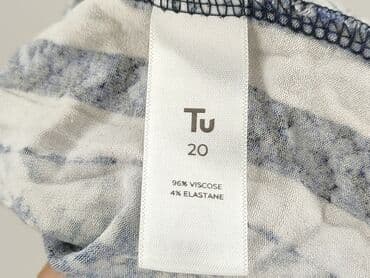 Tu
20
96% VISCOSE
4% ELASTANE